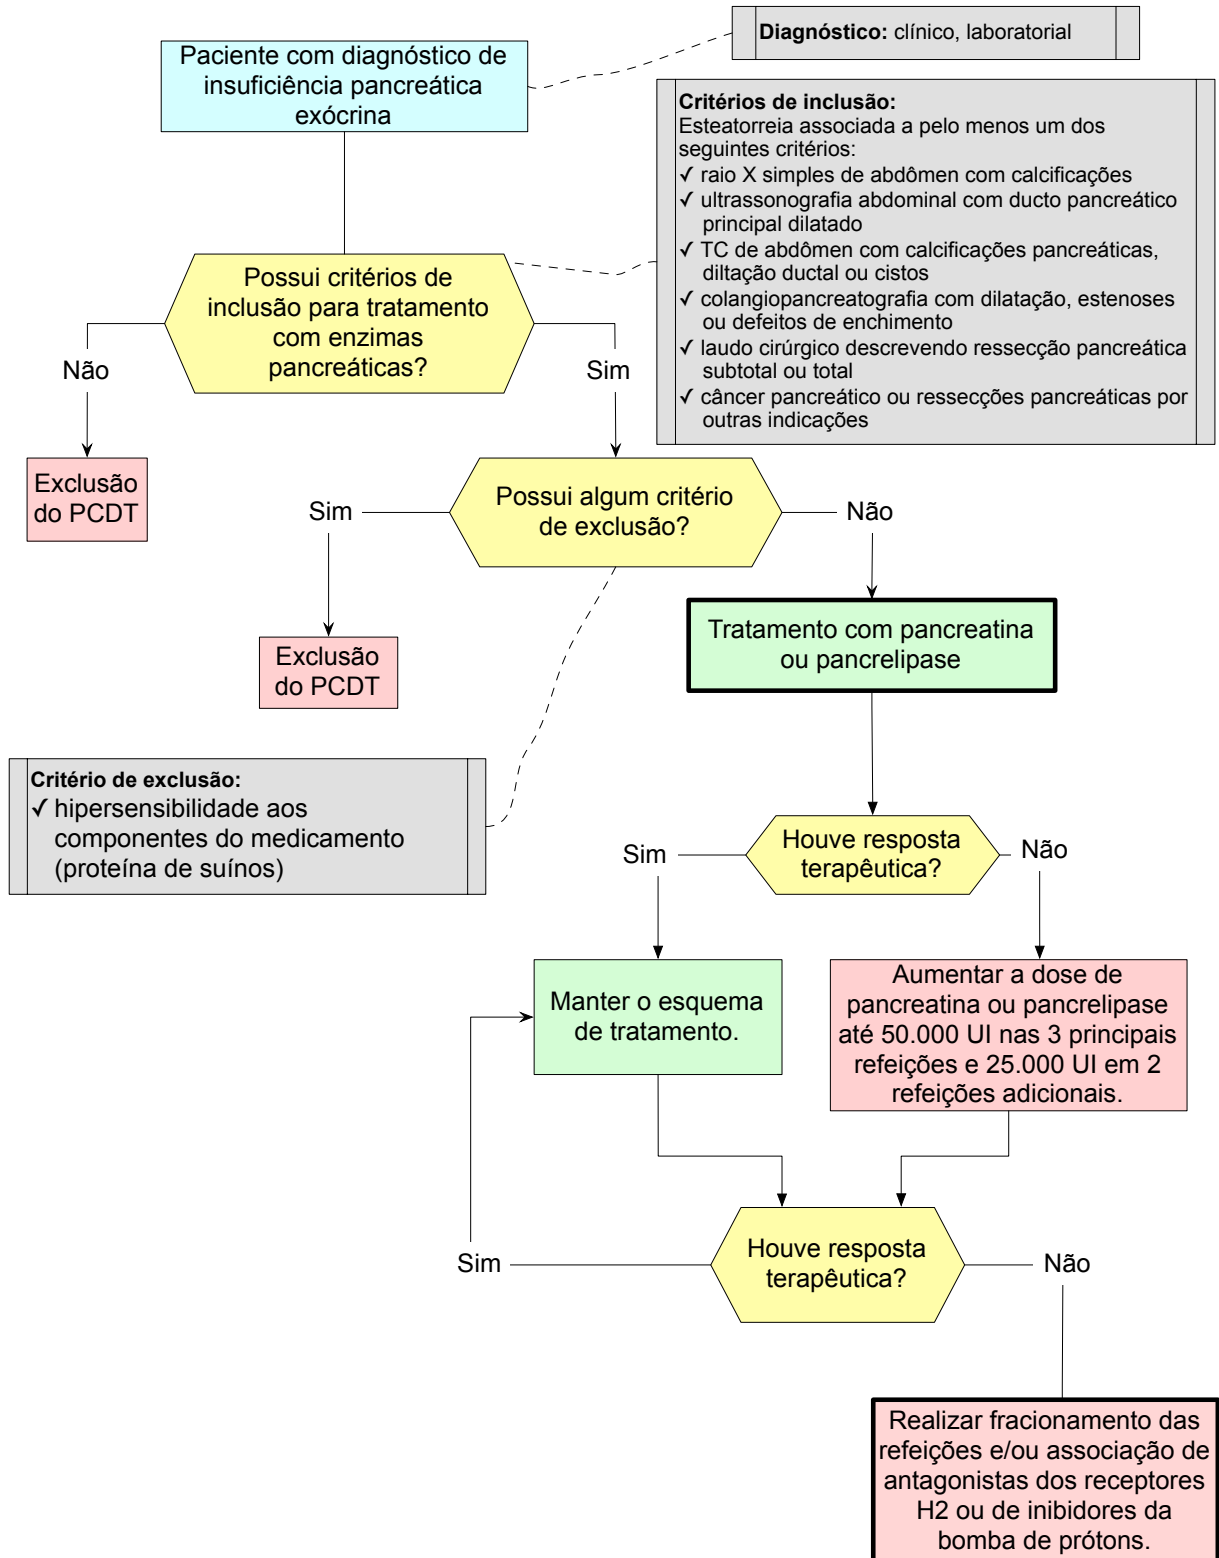 Diagnóstico: clínico, laboratorial
Paciente com diagnóstico de
insuficiência pancreática
exócrina
Critérios de inclusão:
Esteatorreia associada a pelo menos um dos
seguintes critérios:
✓ raio X simples de abdômen com calcificações
✓ ultrassonografia abdominal com ducto pancreático
principal dilatado
✓ TC de abdômen com calcificações pancreáticas,
diltação ductal ou cistos
✓ colangiopancreatografia com dilatação, estenoses
ou defeitos de enchimento
✓ laudo cirúrgico descrevendo ressecção pancreática
subtotal ou total
✓ câncer pancreático ou ressecções pancreáticas por
outras indicações
Possui critérios de
inclusão para tratamento
com enzimas
pancreáticas?
Não
Sim
Exclusão
do PCDT
Possui algum critério
de exclusão?
Sim
Não
Exclusão
do PCDT
Tratamento com pancreatina
ou pancrelipase
Critério de exclusão:
✓ hipersensibilidade aos
componentes do medicamento
(proteína de suínos)
Houve resposta
terapêutica?
Sim
Não
Manter o esquema
de tratamento.
Aumentar a dose de
pancreatina ou pancrelipase
até 50.000 UI nas 3 principais
refeições e 25.000 UI em 2
refeições adicionais.
Houve resposta
terapêutica?
Sim
Não
Realizar fracionamento das
refeições e/ou associação de
antagonistas dos receptores
H2 ou de inibidores da
bomba de prótons.